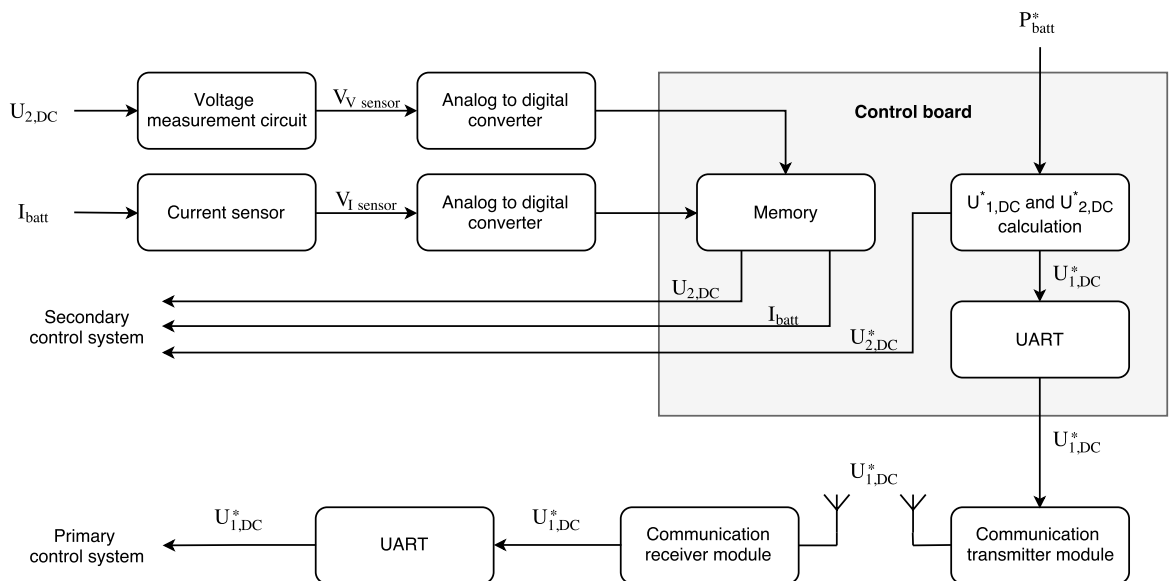 P*batt
Control board
U2,DC
Voltage
measurement circuit
VV sensor
Analog to digital
converter
Ibatt
Current sensor
VI sensor
Analog to digital
converter
Memory
U*1,DC and U*2,DC
calculation
U*1,DC
UART
U2,DC
Ibatt
U*2,DC
Secondary
control system
U*1,DC
U*1,DC
Primary
control system
U*1,DC
UART
U*1,DC
Communication
receiver module
Communication
transmitter module